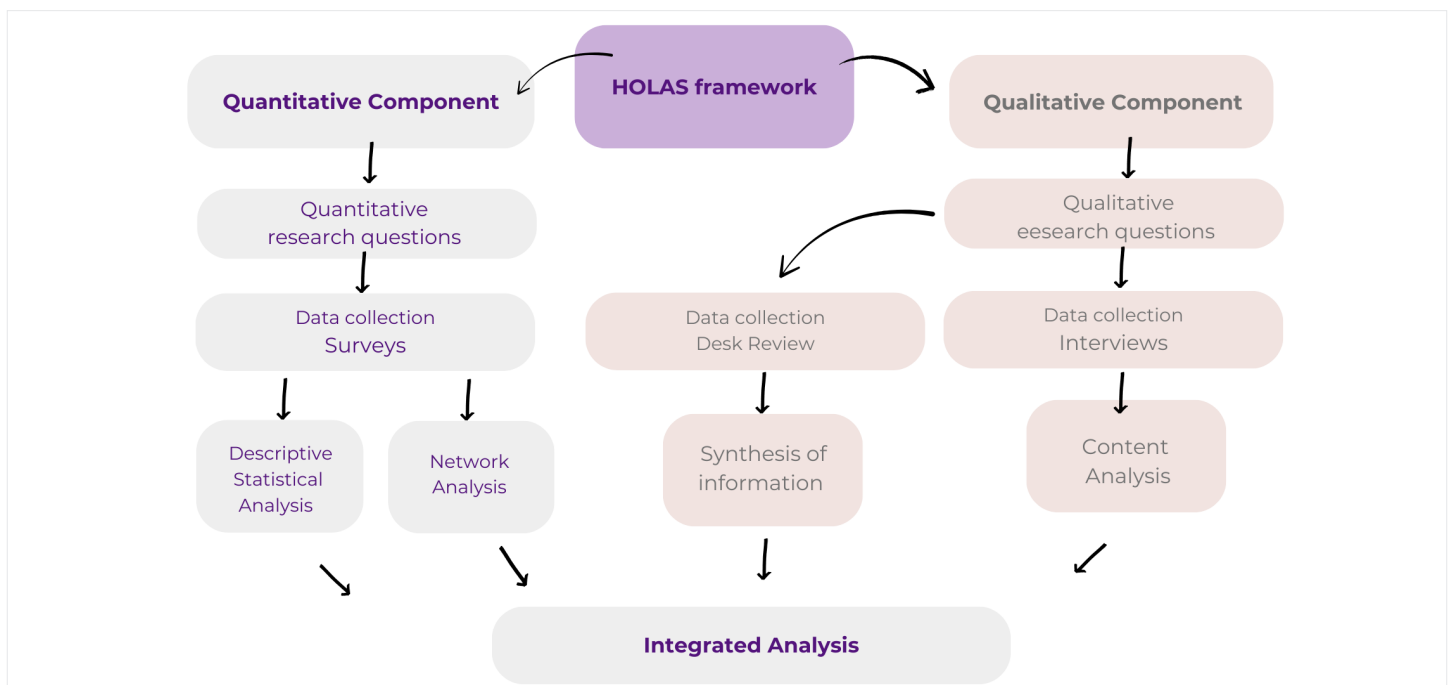 HOLAS framework
Quantitative Component
Qualitative Component
Quantitative
research questions
Qualitative
eesearch questions
Data collection
Surveys
Data collection
Desk Review
Data collection
Interviews
Descriptive
Statistical
Analysis
Network
Analysis
Synthesis of
information
Content
Analysis
Integrated Analysis